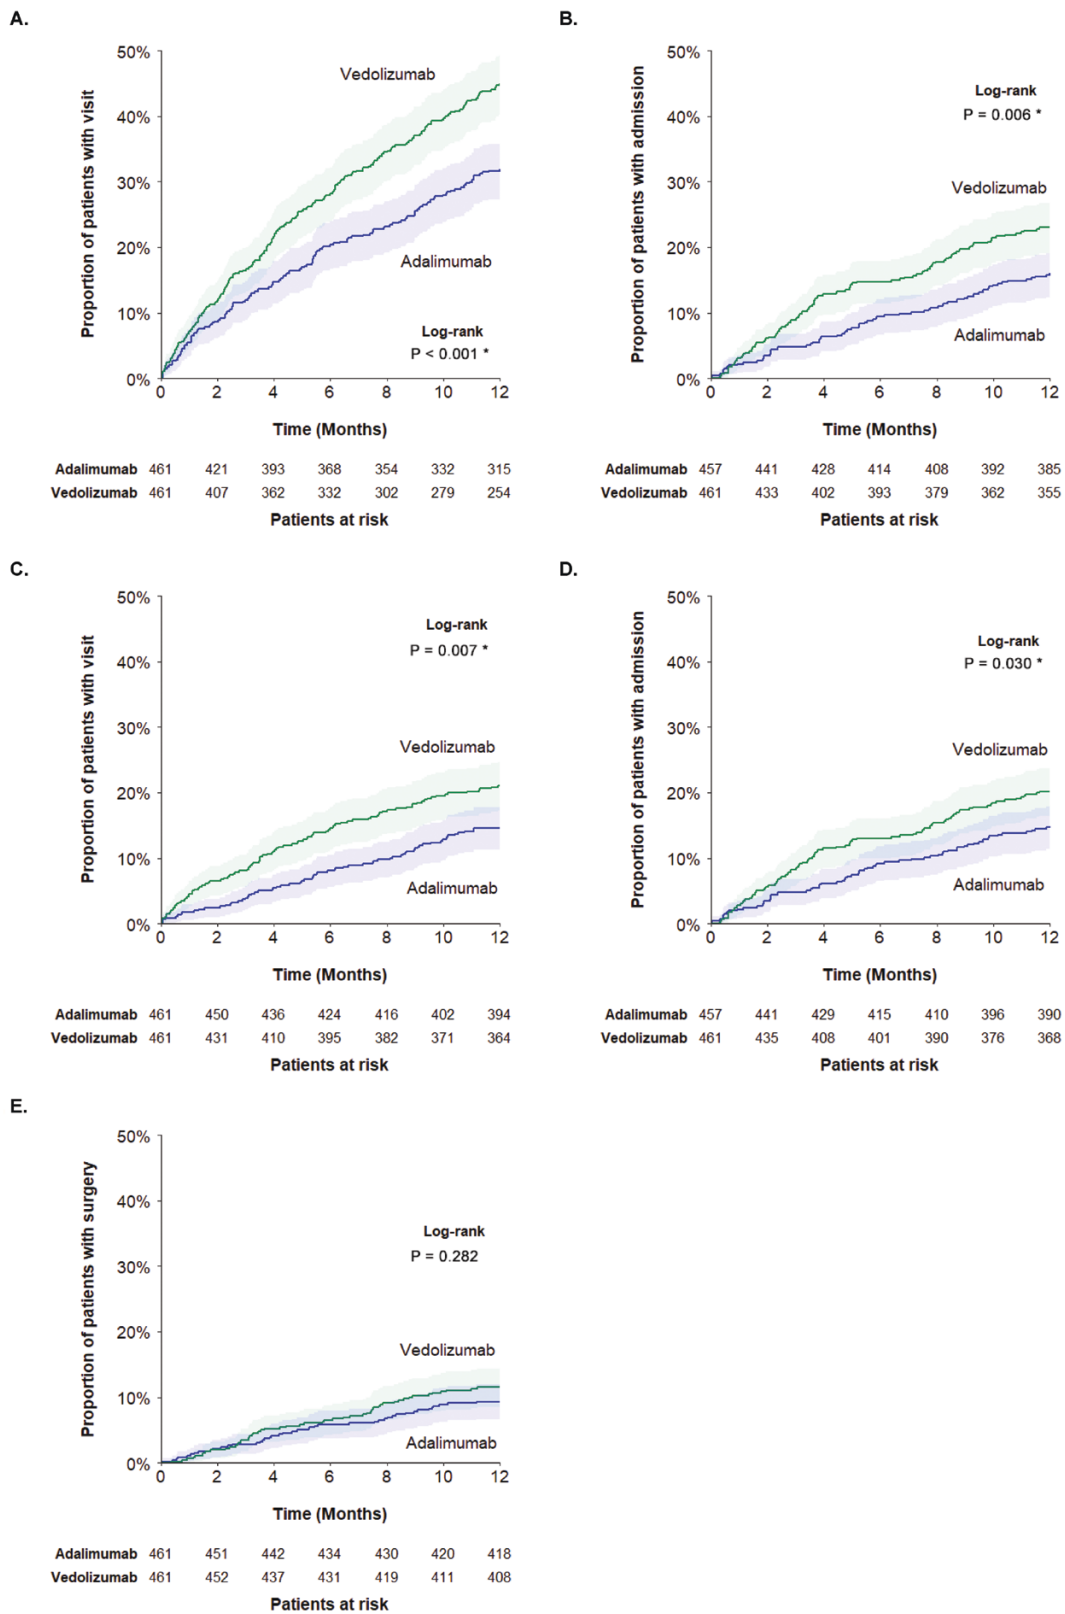 A.
50%
40%
30%
20%
10%
0%
Proportion of patients with visit
Vedolizumab
Adalimumab
Log-rank
P < 0.001 *
0 2 4 6 8 10 12
Time (Months)
Adalimumab 461 421 393 368 354 332 315
Vedolizumab 461 407 362 332 302 279 254
Patients at risk
B.
50%
40%
30%
20%
10%
0%
Proportion of patients with admission
Log-rank
P = 0.006 *
Vedolizumab
Adalimumab
0 2 4 6 8 10 12
Time (Months)
Adalimumab 457 441 428 414 408 392 385
Vedolizumab 461 433 402 393 379 362 355
Patients at risk
C.
50%
40%
30%
20%
10%
0%
Proportion of patients with visit
Log-rank
P = 0.007 *
Vedolizumab
Adalimumab
0 2 4 6 8 10 12
Time (Months)
Adalimumab 461 450 436 424 416 402 394
Vedolizumab 461 431 410 395 382 371 364
Patients at risk
D.
50%
40%
30%
20%
10%
0%
Proportion of patients with admission
Log-rank
P = 0.030 *
Vedolizumab
Adalimumab
0 2 4 6 8 10 12
Time (Months)
Adalimumab 457 441 429 415 410 396 390
Vedolizumab 461 435 408 401 390 376 368
Patients at risk
E.
50%
40%
30%
20%
10%
0%
Proportion of patients with surgery
Log-rank
P = 0.282
Vedolizumab
Adalimumab
0 2 4 6 8 10 12
Time (Months)
Adalimumab 461 451 442 434 430 420 418
Vedolizumab 461 452 437 431 419 411 408
Patients at risk